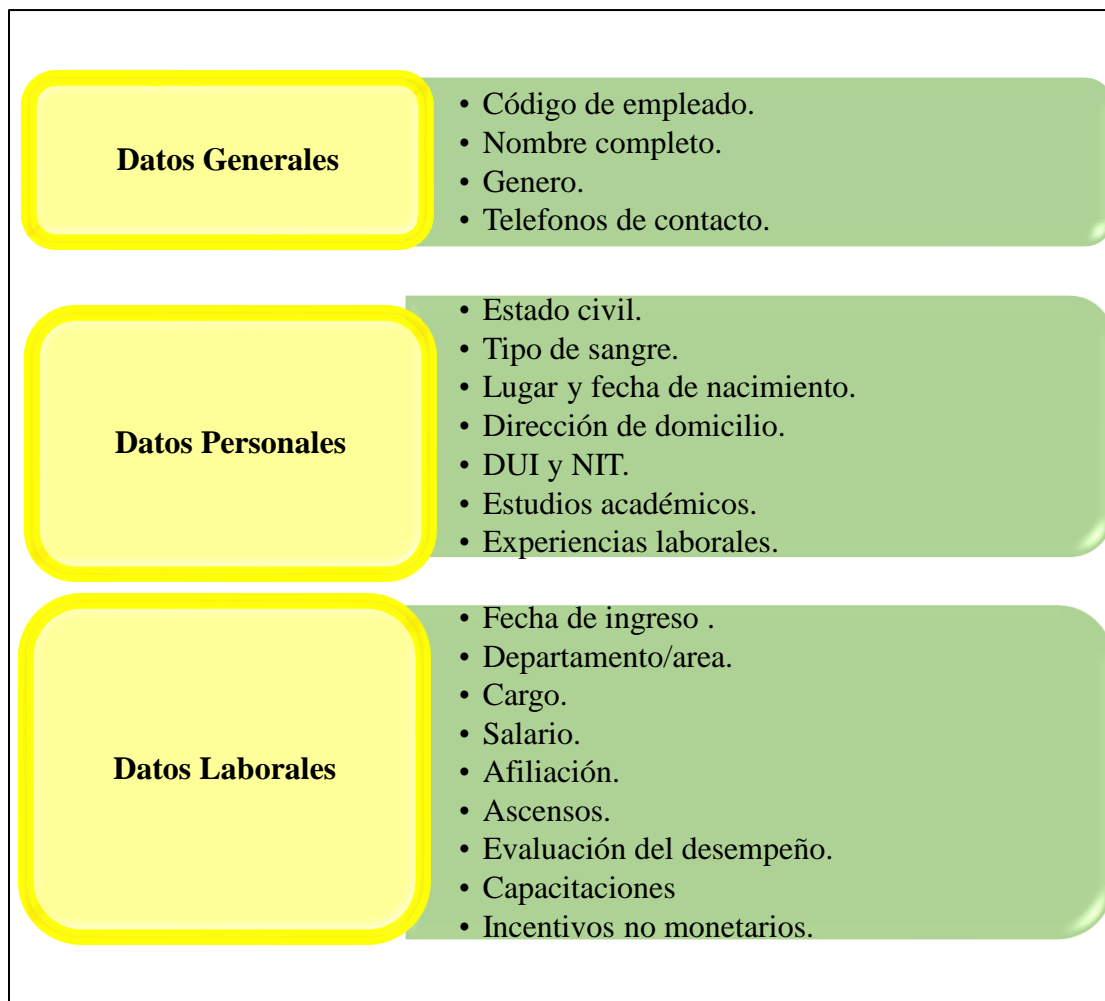 Datos Generales
• Código de empleado.
• Nombre completo.
• Genero.
• Telefonos de contacto.
Datos Personales
• Estado civil.
• Tipo de sangre.
• Lugar y fecha de nacimiento.
• Dirección de domicilio.
• DUI y NIT.
• Estudios académicos.
• Experiencias laborales.
Datos Laborales
• Fecha de ingreso .
• Departamento/area.
• Cargo.
• Salario.
• Afiliación.
• Ascensos.
• Evaluación del desempeño.
• Capacitaciones
• Incentivos no monetarios.